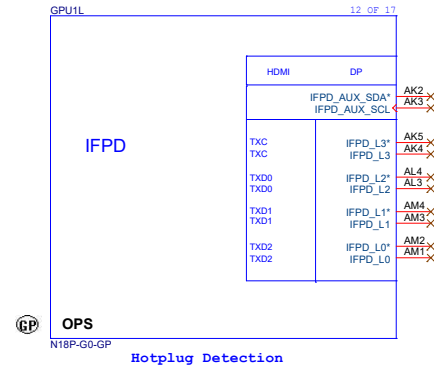 GPU1L 12 OF 17
HDMI DP
IFPD_AUX_SDA* AK2
IFPD_AUX_SCL AK3
IFPD
TXC IFPD_L3* AK5
TXC IFPD_L3 AK4
TXD0 IFPD_L2* AL4
TXD0 IFPD_L2 AL3
TXD1 IFPD_L1* AM4
TXD1 IFPD_L1 AM3
TXD2 IFPD_L0* AM2
TXD2 IFPD_L0 AM1
GP OPS
N18P-G0-GP
Hotplug Detection